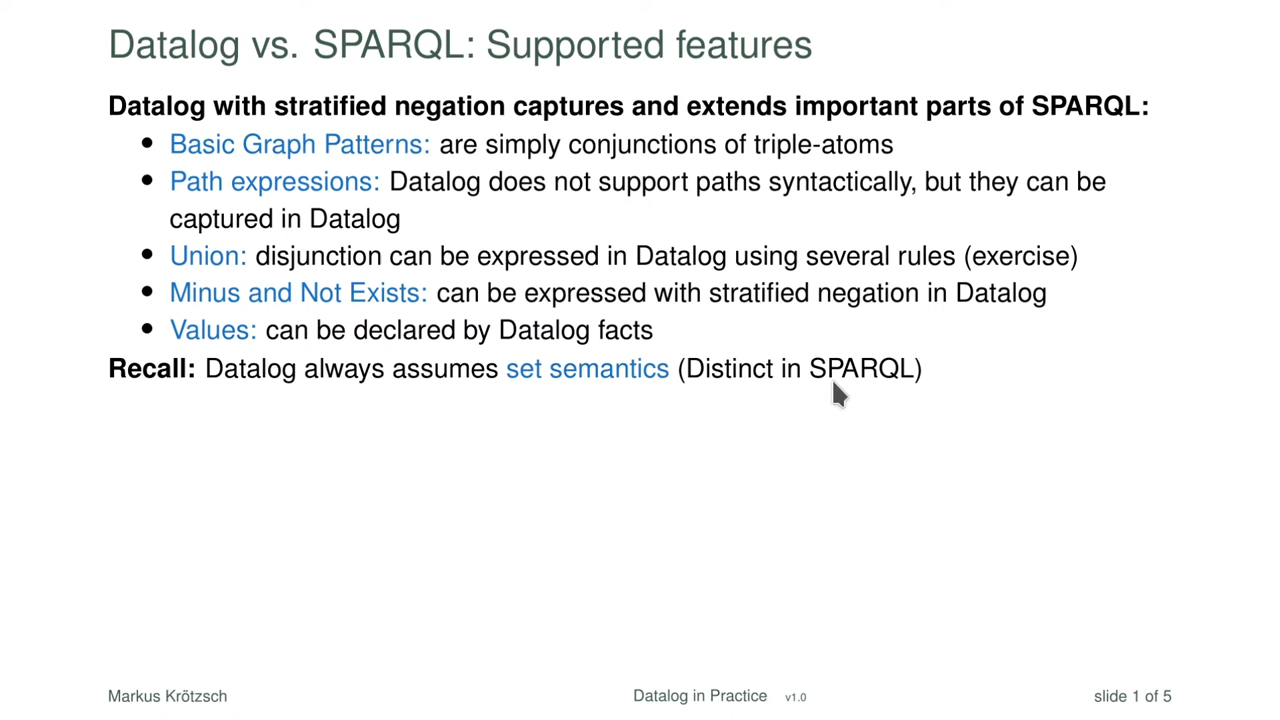 Datalog vs. SPARQL: Supported features
Datalog with stratified negation captures and extends important parts of SPARQL:
• Basic Graph Patterns: are simply conjunctions of triple-atoms
• Path expressions: Datalog does not support paths syntactically, but they can be
captured in Datalog
• Union: disjunction can be expressed in Datalog using several rules (exercise)
• Minus and Not Exists: can be expressed with stratified negation in Datalog
• Values: can be declared by Datalog facts
Recall: Datalog always assumes set semantics (Distinct in SPARQL)
Markus Krötzsch Datalog in Practice v1.0 slide 1 of 5